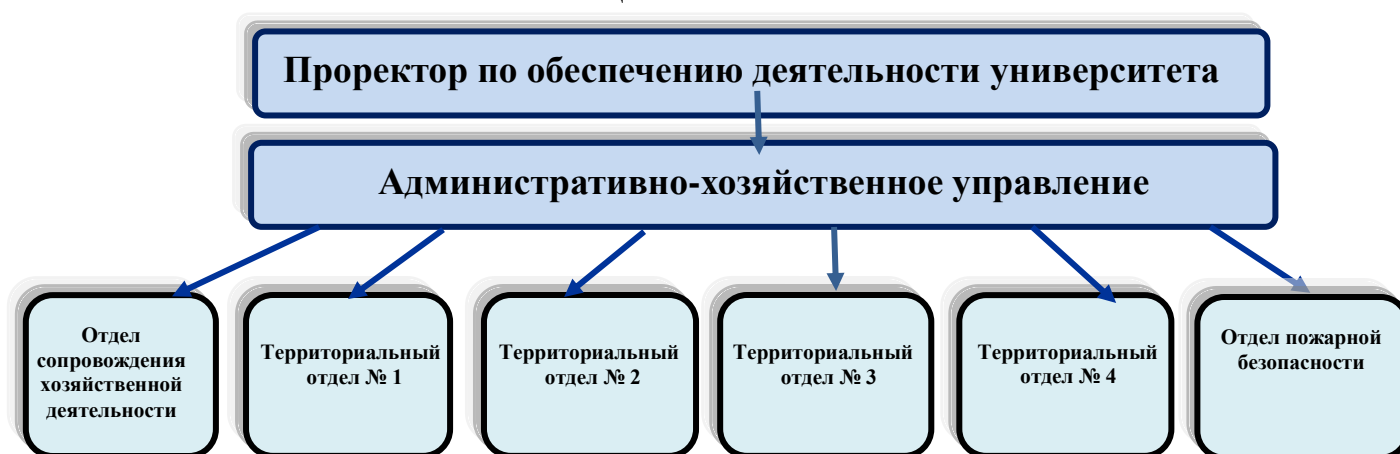 Проректор по обеспечению деятельности университета
Административно-хозяйственное управление
Отдел
сопровождения
хозяйственной
деятельности
Территориальный
отдел № 1
Территориальный
отдел № 2
Территориальный
отдел № 3
Территориальный
отдел № 4
Отдел пожарной
безопасности